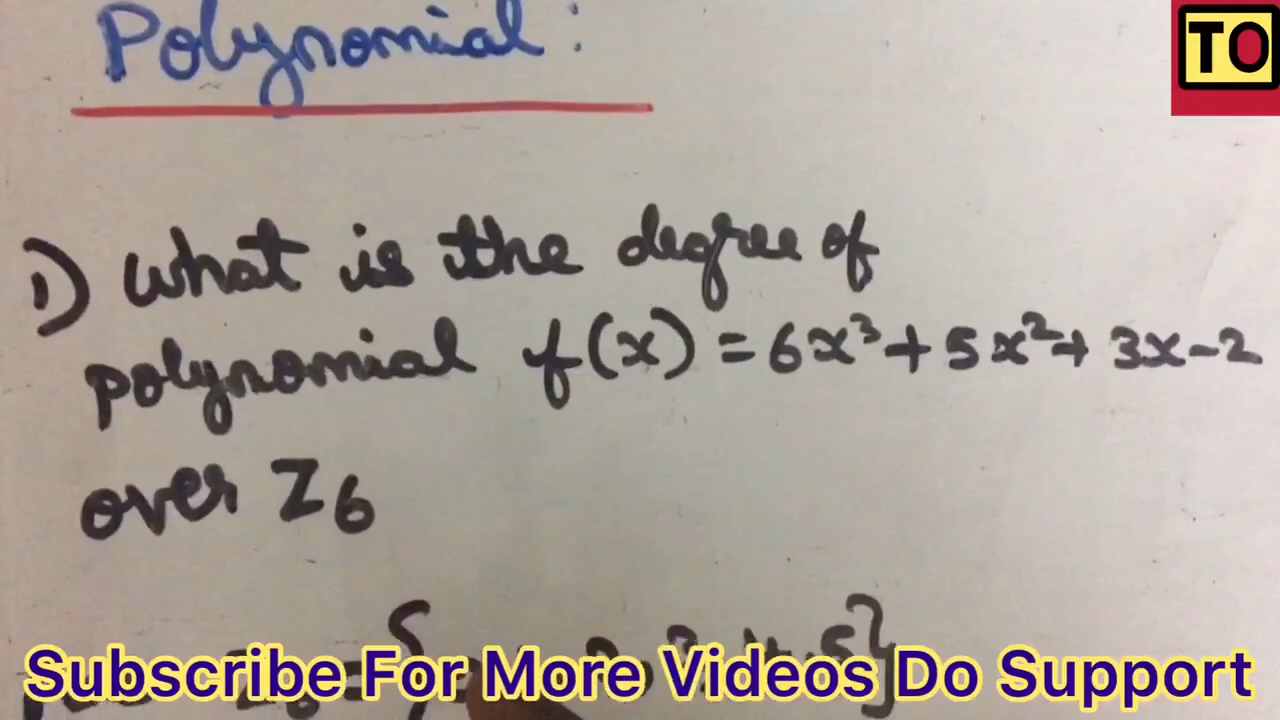 Polynomial:
TO
1) What is the degree of
polynomial f(x) = 6x³ + 5x² + 3x - 2
over Z₆
Subscribe For More Videos Do Support